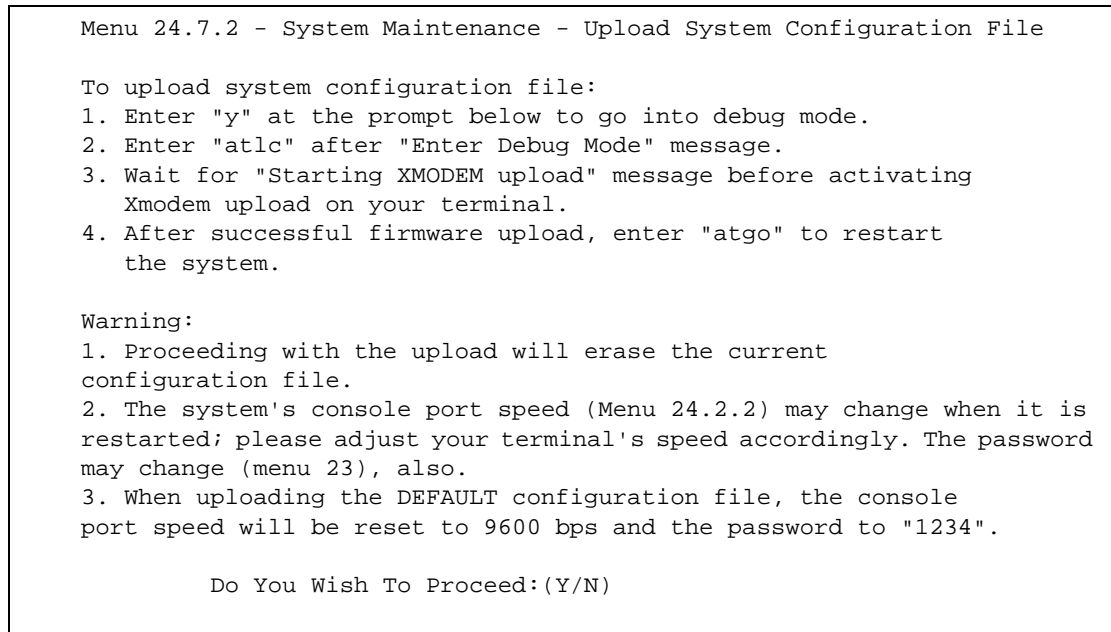 Menu 24.7.2 - System Maintenance - Upload System Configuration File
To upload system configuration file:
1. Enter "y" at the prompt below to go into debug mode.
2. Enter "atlc" after "Enter Debug Mode" message.
3. Wait for "Starting XMODEM upload" message before activating
Xmodem upload on your terminal.
4. After successful firmware upload, enter "atgo" to restart
the system.
Warning:
1. Proceeding with the upload will erase the current
configuration file.
2. The system's console port speed (Menu 24.2.2) may change when it is
restarted; please adjust your terminal's speed accordingly. The password
may change (menu 23), also.
3. When uploading the DEFAULT configuration file, the console
port speed will be reset to 9600 bps and the password to "1234".
Do You Wish To Proceed:(Y/N)